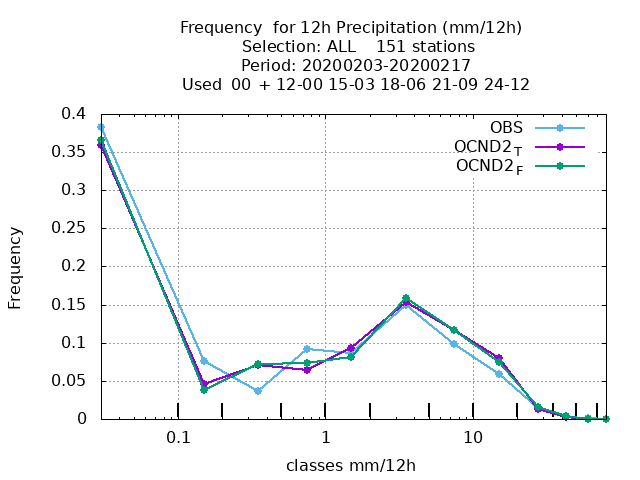 Frequency  for 12h Precipitation (mm/12h)
Selection: ALL    151 stations
Period: 20200203-20200217
Used  00 + 12-00 15-03 18-06 21-09 24-12
OBS
OCND2T
OCND2F
0.4
0.35
0.3
0.25
0.2
0.15
0.1
0.05
0
Frequency
0.1
1
10
classes mm/12h